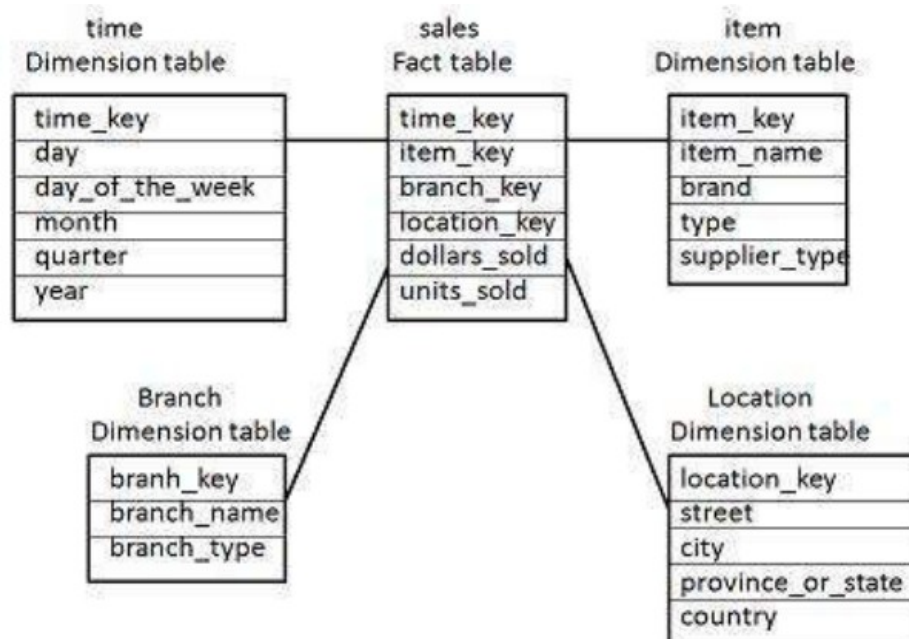 time
Dimension table
time_key
day
day_of_the_week
month
quarter
year
sales
Fact table
time_key
item_key
branch_key
location_key
dollars_sold
units_sold
item
Dimension table
item_key
item_name
brand
type
supplier_type
Branch
Dimension table
branh_key
branch_name
branch_type
Location
Dimension table
location_key
street
city
province_or_state
country